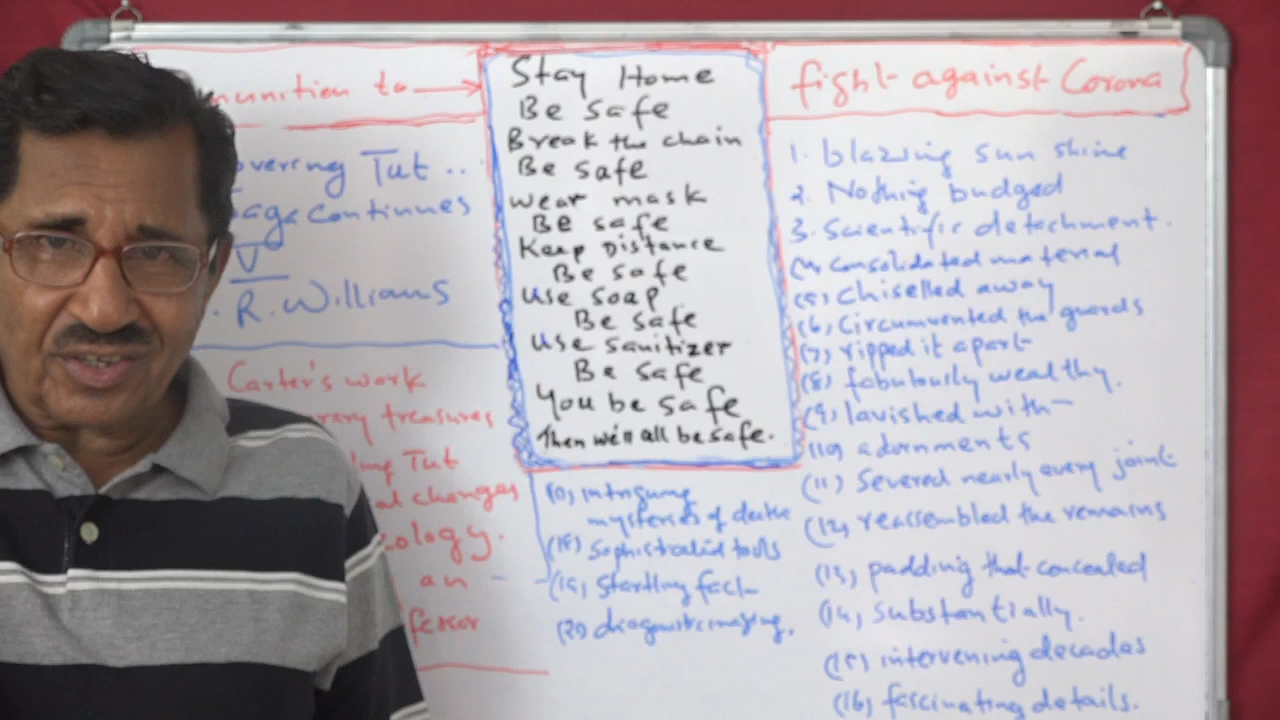 munition to → Stay Home fight against Corona
Be safe
Break the chain
Be safe
wear mask
Be safe
Keep Distance
Be safe
Use soap
Be safe
Use sanitizer
Be safe
You be safe
Then we'll all be safe.
overing Tut ..
saga continues
R. Williams
Carter's work
rary treasures
Tut
al changes
ology.
an
fessor
10, intriguing
mysteries of
(18) Sophisticated tools
(19, Startling fact
(20) diagnostic imaging,
1. blazing sun shine
2. Nothing budged
3. Scientific detachment.
(4. Consolidated material
(5) Chiselled away
(6, Circumvented the guards
(7) ripped it apart
(8) fabulously wealthy.
(9) lavished with
(10) adornments
(11) Severed nearly every joint
(12, reassembled the remains
(13, padding that concealed
(14, Substantially.
(15) intervening decades
(16) fascinating details.